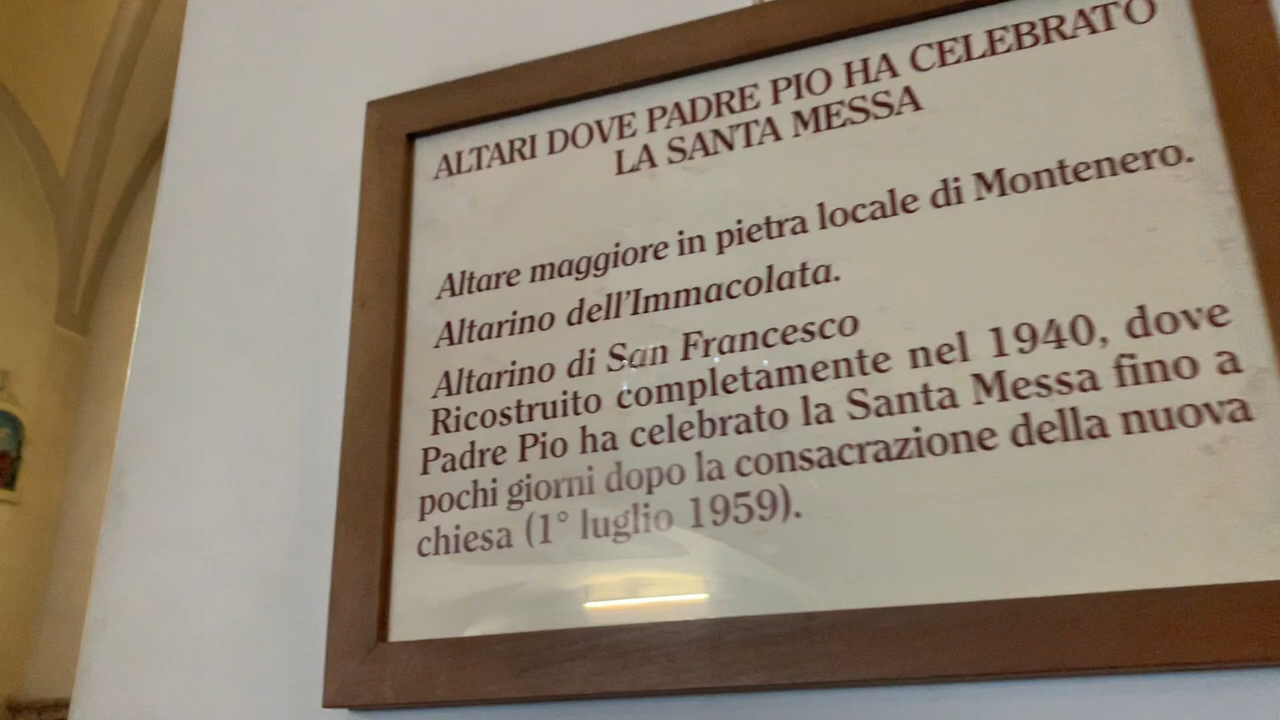 ALTARI DOVE PADRE PIO HA CELEBRATO
LA SANTA MESSA
Altare maggiore in pietra locale di Montenero.
Altarino dell'Immacolata.
Altarino di San Francesco
Ricostruito completamente nel 1940, dove
Padre Pio ha celebrato la Santa Messa fino a
pochi giorni dopo la consacrazione della nuova
chiesa (1° luglio 1959).